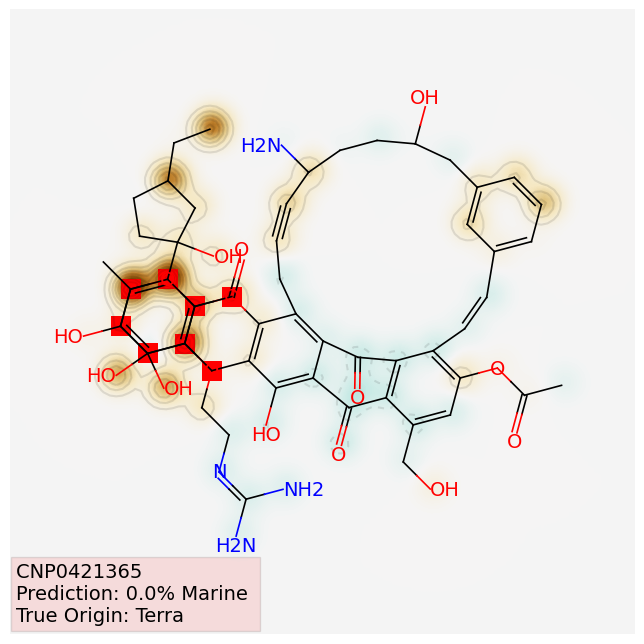 OH
H2N
OH
O
HO
HO
OH
O
O
O
O
HO
OH
N
NH2
H2N
CNP0421365
Prediction: 0.0% Marine
True Origin: Terra